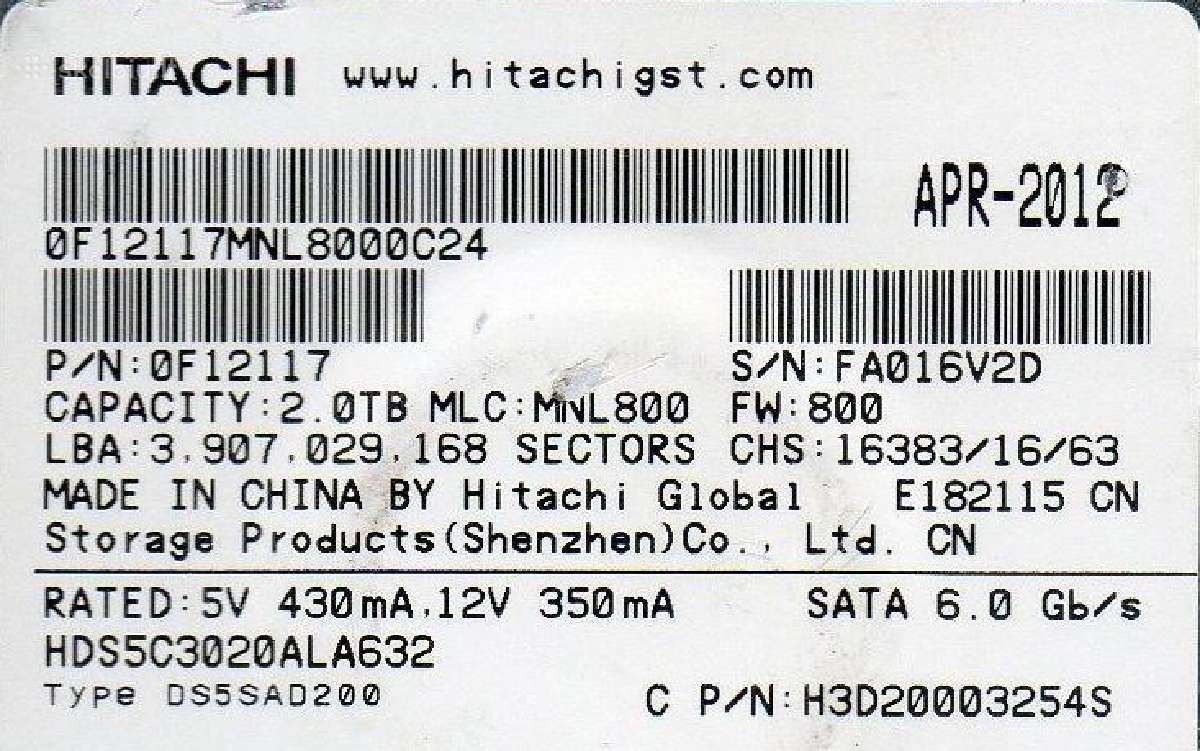 HITACHI www.hitachigst.com
APR-2012
0F12117MNL8000C24
P/N:0F12117 S/N:FA016V2D
CAPACITY:2.0TB MLC:MNL800 FW:800
LBA:3,907,029,168 SECTORS CHS:16383/16/63
MADE IN CHINA BY Hitachi Global E182115 CN
Storage Products(Shenzhen)Co., Ltd. CN
RATED:5V 430mA,12V 350mA SATA 6.0 Gb/s
HDS5C3020ALA632
Type DS5SAD200 C P/N:H3D20003254S